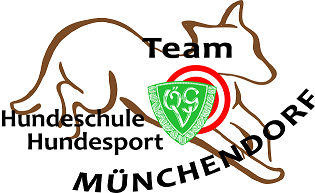 Team
ÖGV
Hundeschule
Hundesport
MÜNCHENDORF